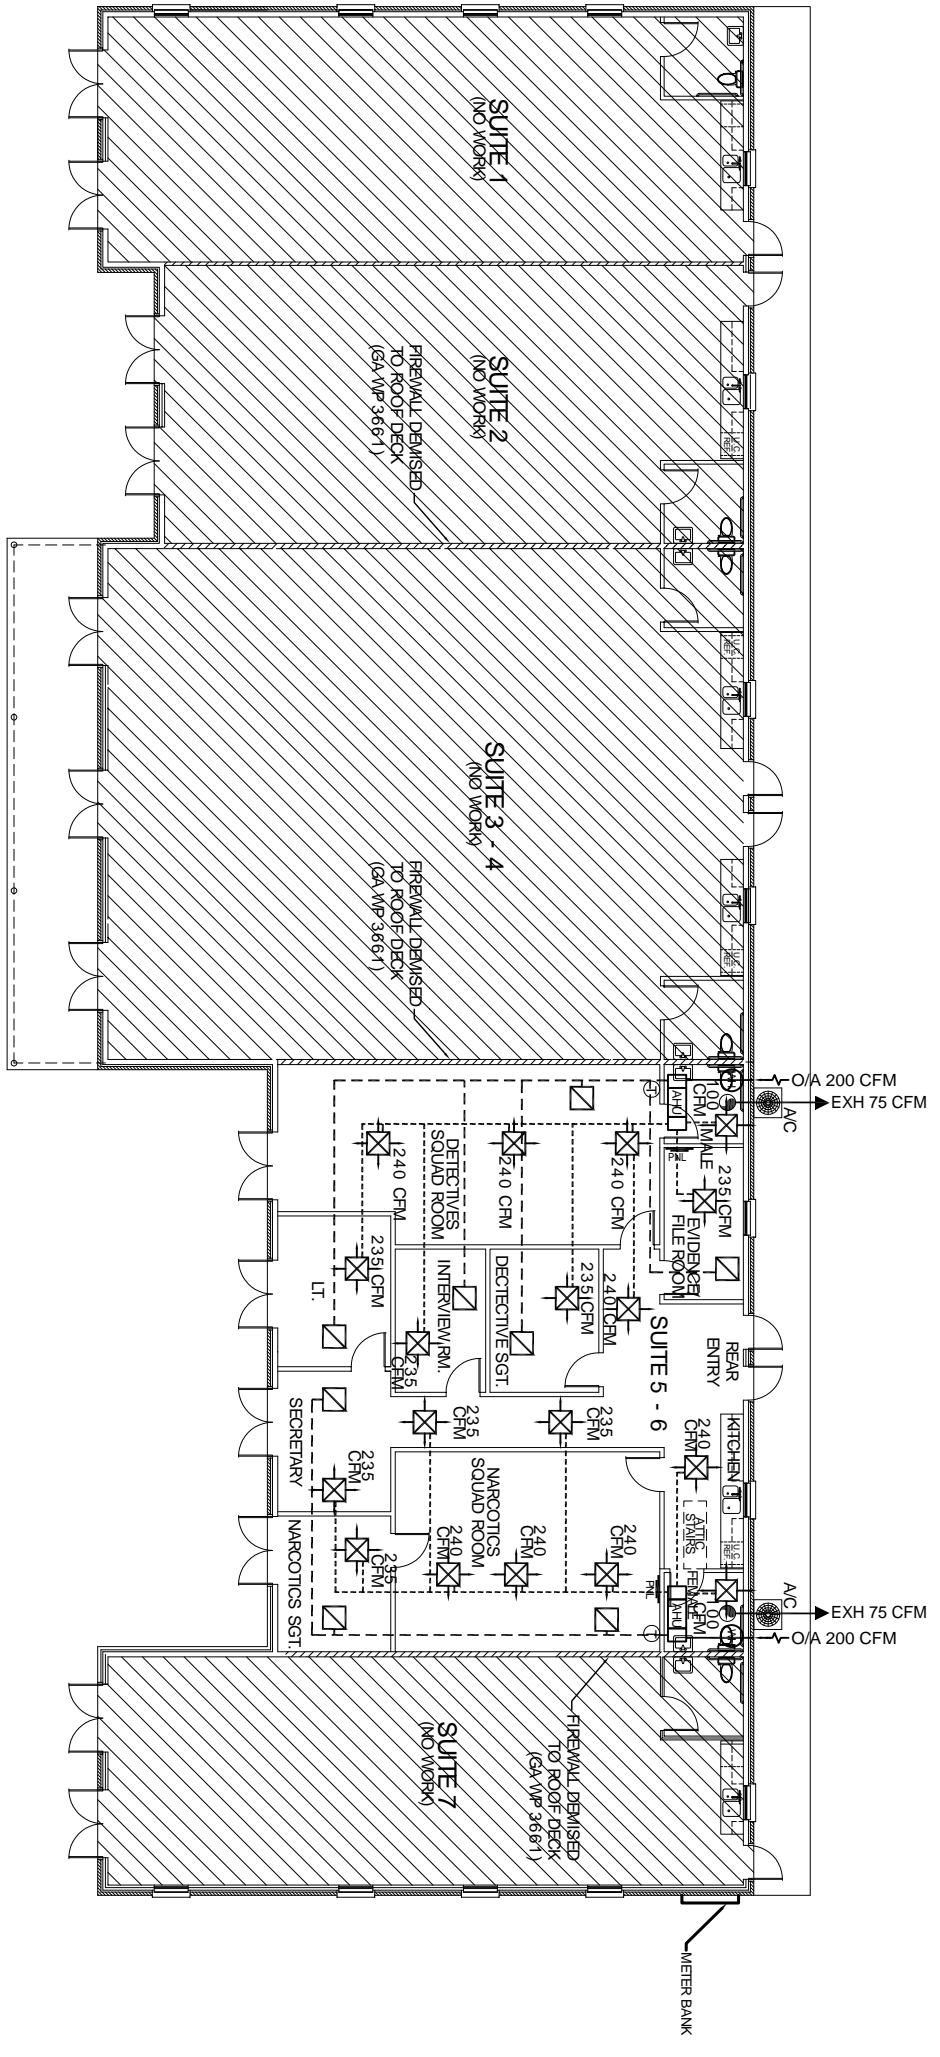 SUITE 1
(NO WORK)
SUITE 2
(NO WORK)
FIREWALL DEMISED
TO ROOF DECK
(GA WP 3661)
U.C.
REF.
U.C.
REF.
SUITE 3 - 4
(NO WORK)
FIREWALL DEMISED
TO ROOF DECK
(GA WP 3661)
U.C.
REF.
O/A 200 CFM
EXH 75 CFM
A/C
100
CFM
MALE
AHU
T
PNL
235 CFM
EVIDENCE/
FILE ROOM
240 CFM
240 CFM
240 CFM
DETECTIVES
SQUAD ROOM
235 CFM
LT.
INTERVIEW RM.
235
CFM
DECTECTIVE SGT.
235 CFM
240 CFM
SUITE 5 - 6
REAR
ENTRY
235
CFM
235
CFM
KITCHEN
240
CFM
ATTIC
STAIRS
U.C.
REF.
SECRETARY
235
CFM
NARCOTICS
SQUAD ROOM
240
CFM
240
CFM
240
CFM
235
CFM
NARCOTICS SGT.
PNL
FEMALE
100
CFM
AHU
T
A/C
EXH 75 CFM
O/A 200 CFM
FIREWALL DEMISED
TO ROOF DECK
(GA WP 3661)
SUITE 7
(NO WORK)
METER BANK